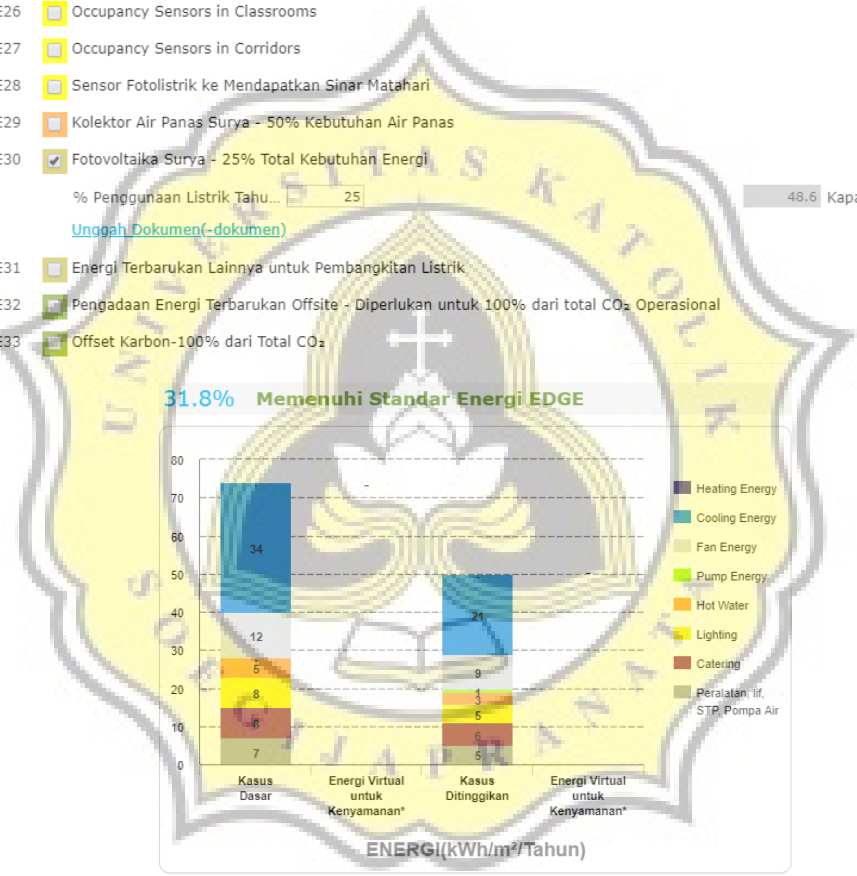 E26 Occupancy Sensors in Classrooms
E27 Occupancy Sensors in Corridors
E28 Sensor Fotolistrik ke Mendapatkan Sinar Matahari
E29 Kolektor Air Panas Surya - 50% Kebutuhan Air Panas
E30 Fotovoltaika Surya - 25% Total Kebutuhan Energi
% Penggunaan Listrik Tahu... 25 48.6 Kapa
Unggah Dokumen(-dokumen)
E31 Energi Terbarukan Lainnya untuk Pembangkitan Listrik
E32 Pengadaan Energi Terbarukan Offsite - Diperlukan untuk 100% dari total CO₂ Operasional
E33 Offset Karbon-100% dari Total CO₂
31.8% Memenuhi Standar Energi EDGE
80
70
60
50
40
30
20
10
0
34
12
5
8
8
7
21
9
1
3
5
6
5
Heating Energy
Cooling Energy
Fan Energy
Pump Energy
Hot Water
Lighting
Catering
Peralatan, lif,
STP, Pompa Air
Kasus
Dasar
Energi Virtual
untuk
Kenyamanan*
Kasus
Ditinggikan
Energi Virtual
untuk
Kenyamanan*
ENERGI(kWh/m²/Tahun)
UNIVERSITAS KATOLIK
SOEGIJAPRANATA